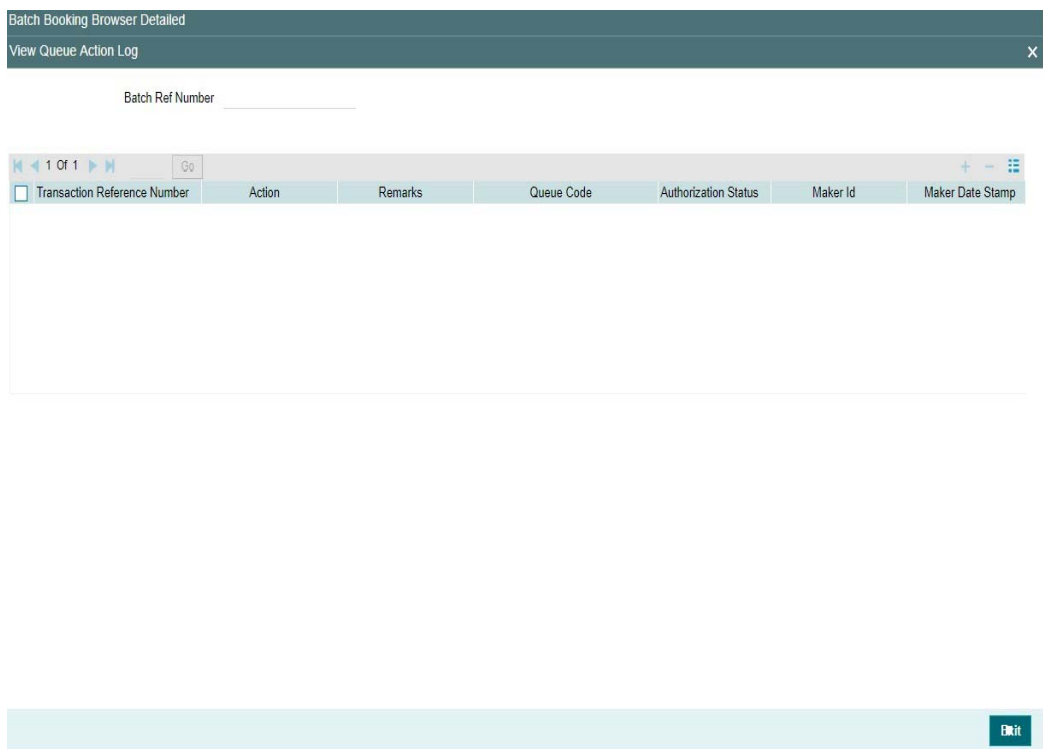 Batch Booking Browser Detailed
View Queue Action Log X
Batch Ref Number
1 Of 1 Go
Transaction Reference Number Action Remarks Queue Code Authorization Status Maker Id Maker Date Stamp